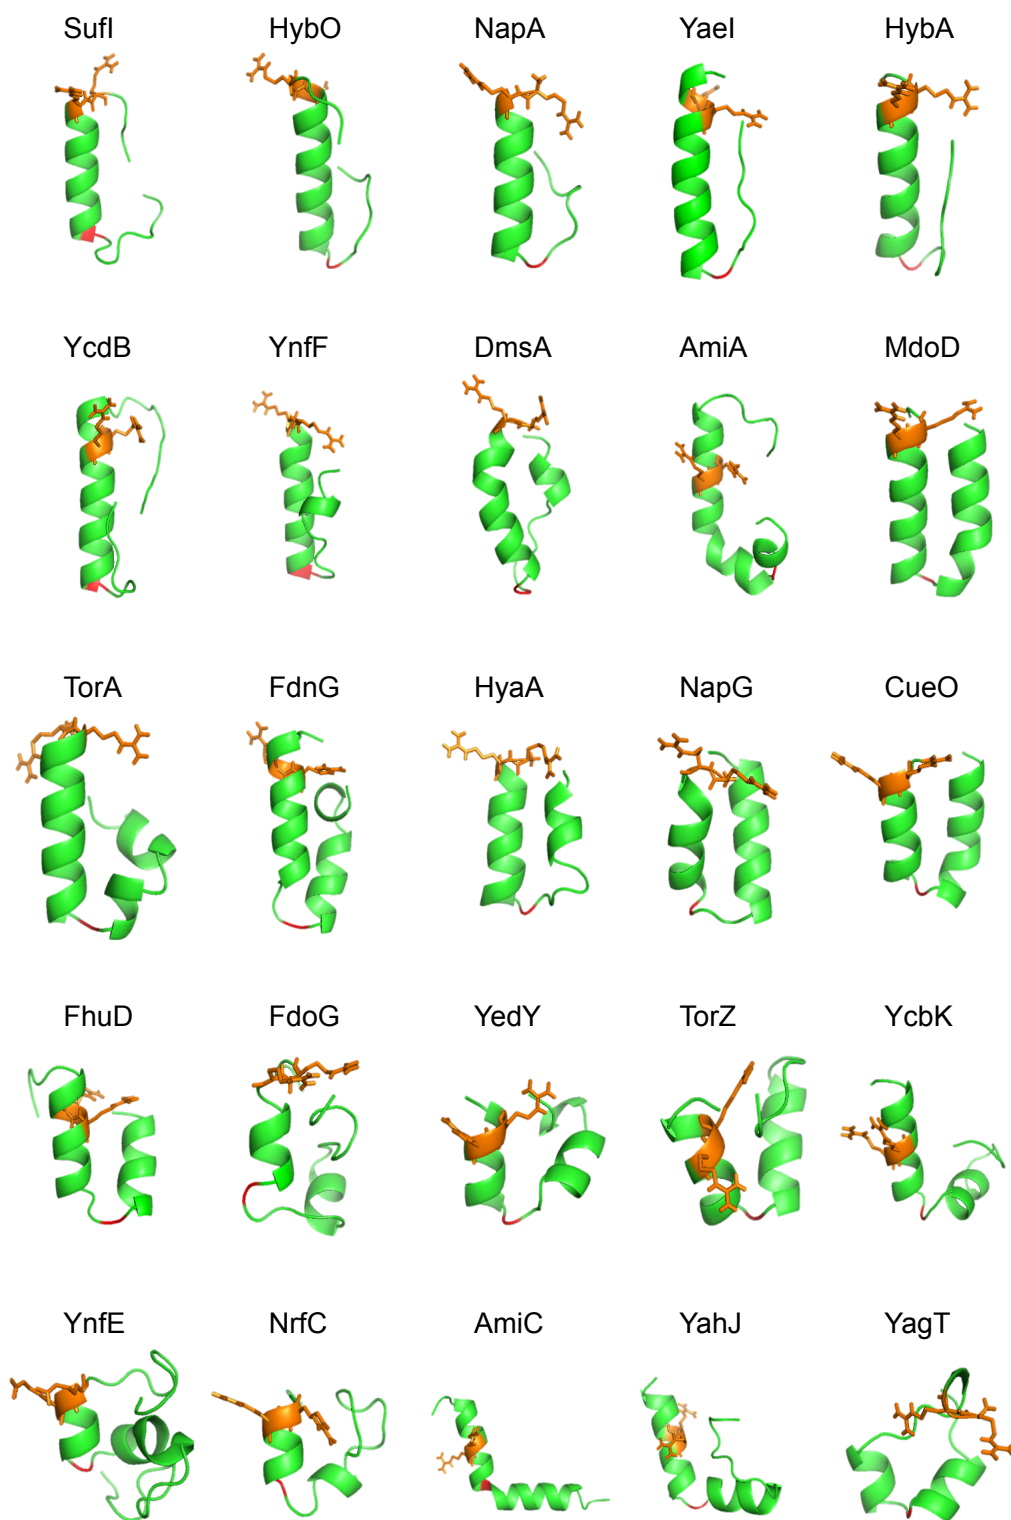 SufI HybO NapA YaeI HybA
YcdB YnfF DmsA AmiA MdoD
TorA FdnG HyaA NapG CueO
FhuD FdoG YedY TorZ YcbK
YnfE NrfC AmiC YahJ YagT